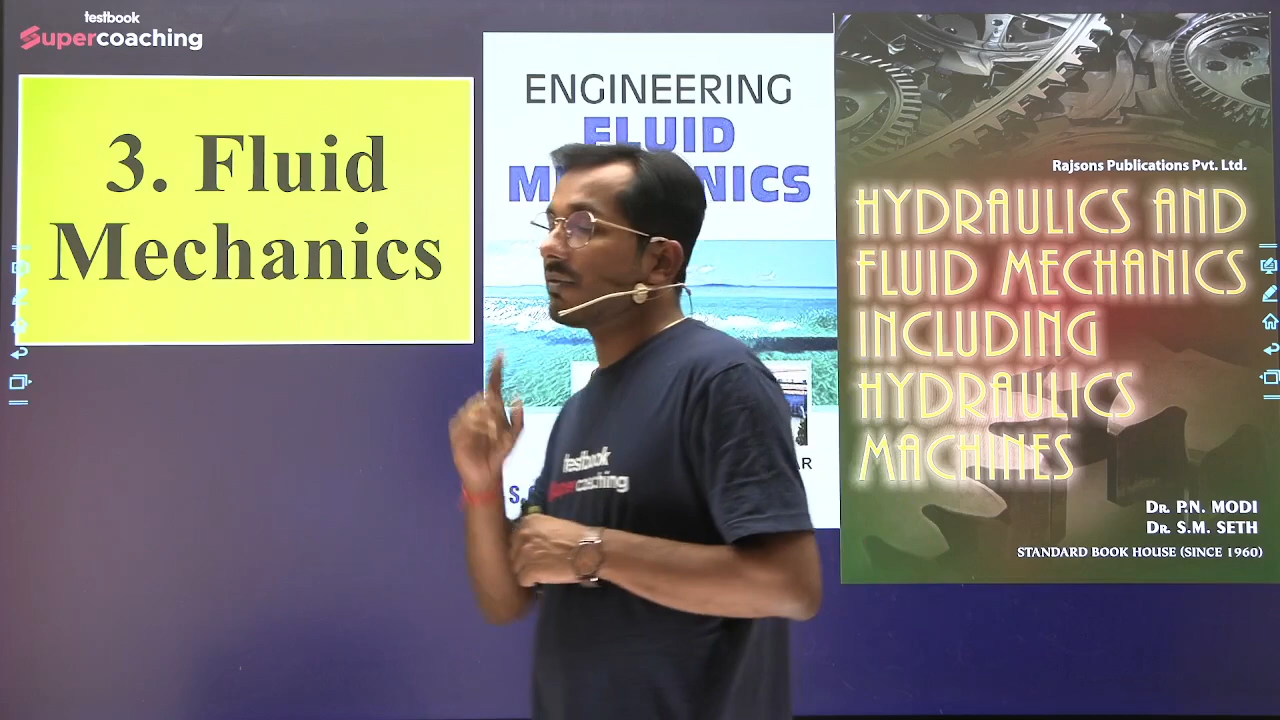 testbook
Supercoaching
3. Fluid
Mechanics
ENGINEERING
FLUID
Rajsons Publications Pvt. Ltd.
HYDRAULICS AND
FLUID MECHANICS
INCLUDING
HYDRAULICS
MACHINES
DR. P.N. MODI
DR. S.M. SETH
STANDARD BOOK HOUSE (SINCE 1960)
testbook
Supercoaching